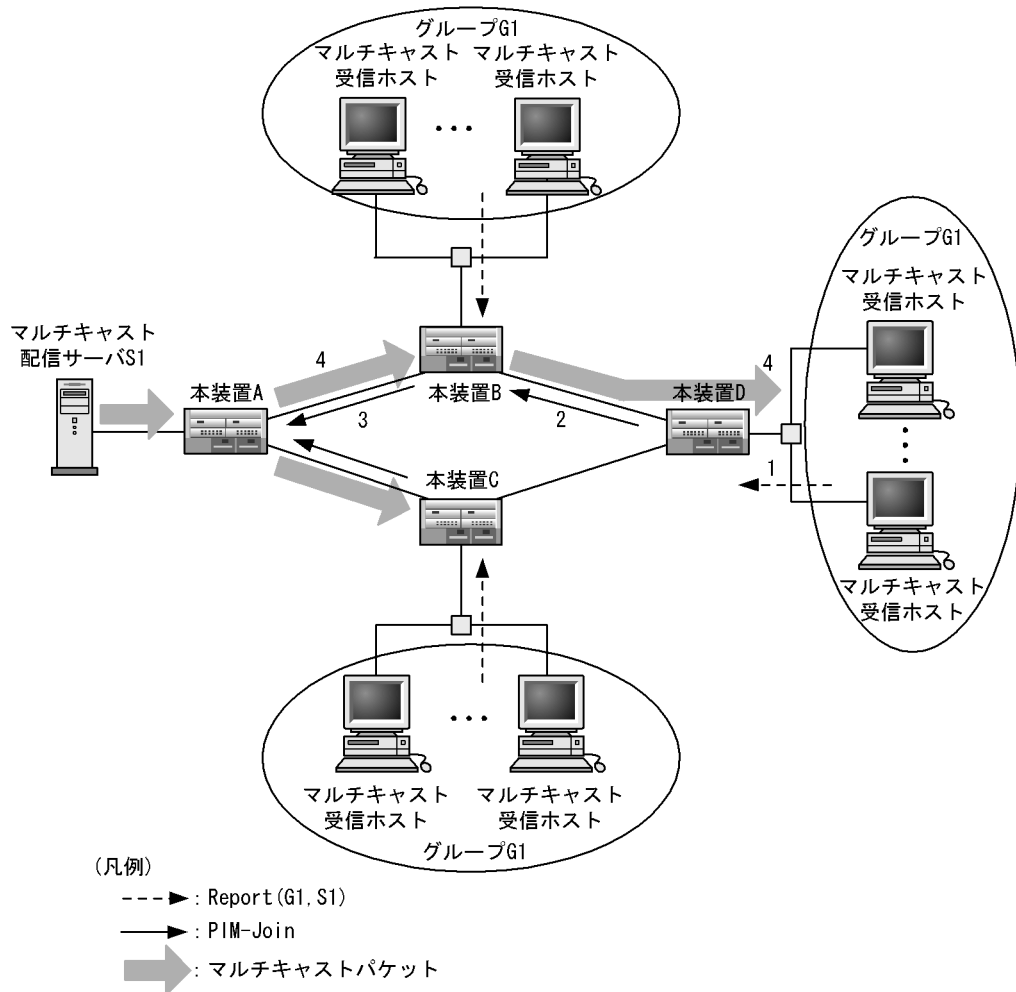 グループG1
マルチキャスト マルチキャスト
受信ホスト 受信ホスト
グループG1
マルチキャスト
受信ホスト
マルチキャスト
配信サーバS1
4
本装置A
本装置B
3
2
本装置D
4
本装置C
1
マルチキャスト
受信ホスト
マルチキャスト マルチキャスト
受信ホスト 受信ホスト
グループG1
(凡例)
: Report(G1,S1)
: PIM-Join
: マルチキャストパケット